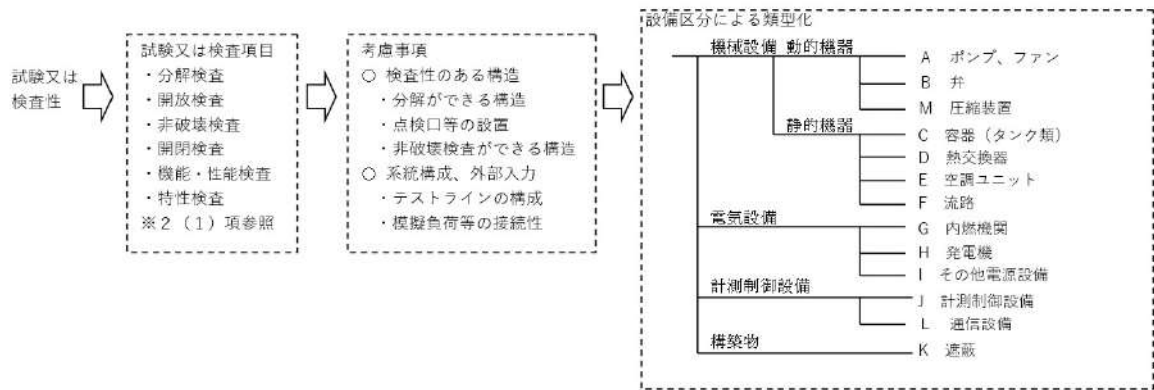 試験又は
検査性
試験又は検査項目
・分解検査
・開放検査
・非破壊検査
・開閉検査
・機能・性能検査
・特性検査
※2（1）項参照
考慮事項
○ 検査性のある構造
・分解ができる構造
・点検口等の設置
・非破壊検査ができる構造
○ 系統構成、外部入力
・テストラインの構成
・模擬負荷等の接続性
設備区分による類型化
機械設備 動的機器
A ポンプ、ファン
B 弁
M 圧縮装置
静的機器
C 容器（タンク類）
D 熱交換器
E 空調ユニット
F 流路
電気設備
G 内燃機関
H 発電機
I その他電源設備
計測制御設備
J 計測制御設備
L 通信設備
構築物
K 遮蔽